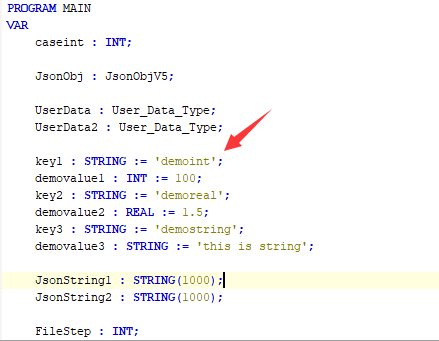 PROGRAM MAIN
VAR
caseint : INT;
JsonObj : JsonObjV5;
UserData : User_Data_Type;
UserData2 : User_Data_Type;
key1 : STRING := 'demoint';
demovalue1 : INT := 100;
key2 : STRING := 'demoreal';
demovalue2 : REAL := 1.5;
key3 : STRING := 'demostring';
demovalue3 : STRING := 'this is string';
JsonString1 : STRING(1000);
JsonString2 : STRING(1000);
FileStep : INT;